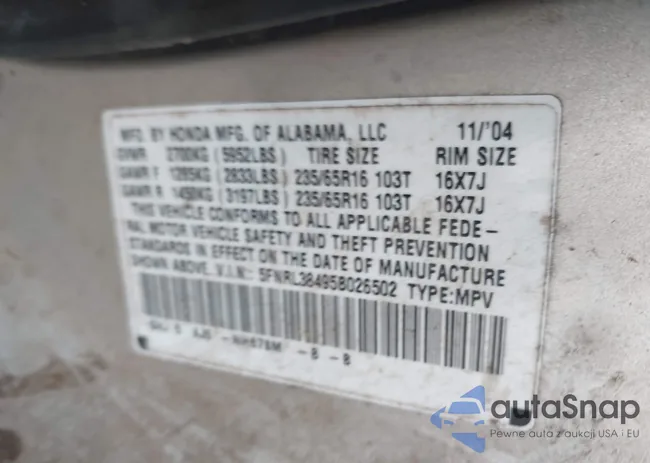 MFD. BY HONDA MFG. OF ALABAMA, LLC 11/'04
GVWR 2700KG (5952LBS) TIRE SIZE RIM SIZE
GAWR F 1285KG (2833LBS) 235/65R16 103T 16X7J
GAWR R 1450KG (3197LBS) 235/65R16 103T 16X7J
THIS VEHICLE CONFORMS TO ALL APPLICABLE FEDE-
RAL MOTOR VEHICLE SAFETY AND THEFT PREVENTION
STANDARDS IN EFFECT ON THE DATE OF MANUFACTURE
SHOWN ABOVE. V.I.N.: 5FNRL38495B026502 TYPE:MPV
NH678M -B-B
autoSnap
Pewne auta z aukcji USA i EU